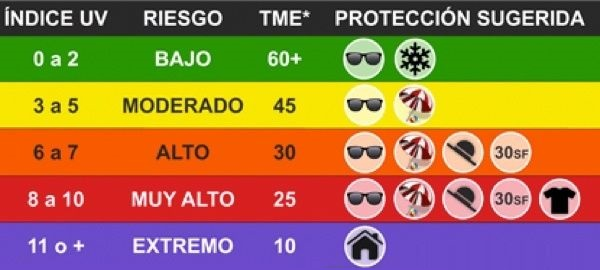 ÍNDICE UV RIESGO TME* PROTECCIÓN SUGERIDA
0 a 2 BAJO 60+
3 a 5 MODERADO 45
6 a 7 ALTO 30 30SF
8 a 10 MUY ALTO 25 30SF
11 o + EXTREMO 10